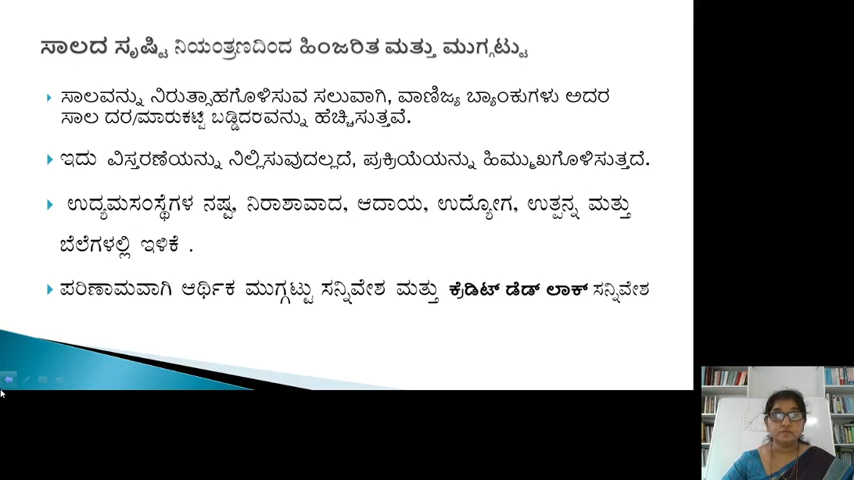 ಸಾಲದ ಸೃಷ್ಟಿ ನಿಯಂತ್ರಣದಿಂದ ಹಿಂಜರಿತ ಮತ್ತು ಮುಗ್ಗಟ್ಟು
ಸಾಲವನ್ನು ನಿರುತ್ಸಾಹಗೊಳಿಸುವ ಸಲುವಾಗಿ, ವಾಣಿಜ್ಯ ಬ್ಯಾಂಕುಗಳು ಅದರ
ಸಾಲ ದರ/ಮಾರುಕಟ್ಟೆ ಬಡ್ಡಿದರವನ್ನು ಹೆಚ್ಚಿಸುತ್ತವೆ.
ಇದು ವಿಸ್ತರಣೆಯನ್ನು ನಿಲ್ಲಿಸುವುದಲ್ಲದೆ, ಪ್ರಕ್ರಿಯೆಯನ್ನು ಹಿಮ್ಮುಖಗೊಳಿಸುತ್ತದೆ.
ಉದ್ಯಮಸಂಸ್ಥೆಗಳ ನಷ್ಟ, ನಿರಾಶಾವಾದ, ಆದಾಯ, ಉದ್ಯೋಗ, ಉತ್ಪನ್ನ ಮತ್ತು
ಬೆಲೆಗಳಲ್ಲಿ ಇಳಿಕೆ .
ಪರಿಣಾಮವಾಗಿ ಆರ್ಥಿಕ ಮುಗ್ಗಟ್ಟು ಸನ್ನಿವೇಶ ಮತ್ತು ಕ್ರೆಡಿಟ್ ಡೆಡ್ ಲಾಕ್ ಸನ್ನಿವೇಶ